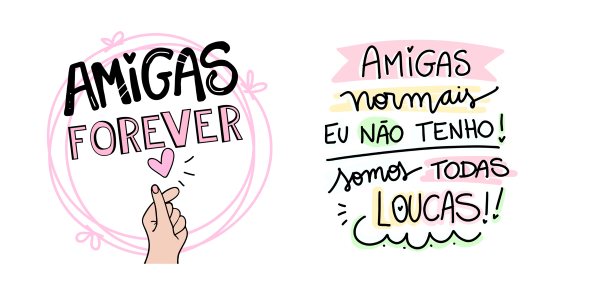 AMiGAS
FOREVER
AMiGAS
normais
EU NÃO TENHO!
somos TODAS
LOUCAS!!